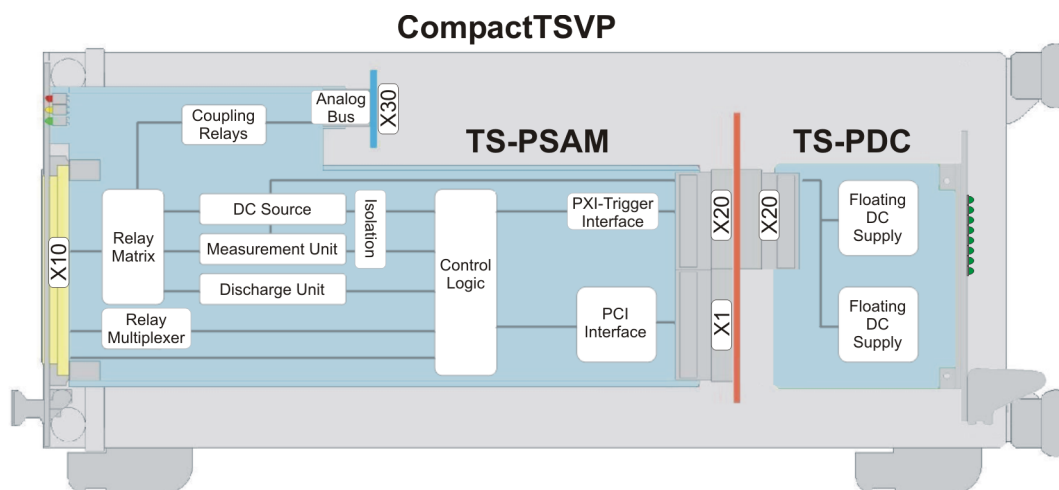 CompactTSVP
Analog
Bus
X30
Coupling
Relays
TS-PSAM
TS-PDC
X10
Relay
Matrix
DC Source
Measurement Unit
Discharge Unit
Isolation
Relay
Multiplexer
Control
Logic
PXI-Trigger
Interface
PCI
Interface
X20
X20
X1
Floating
DC
Supply
Floating
DC
Supply